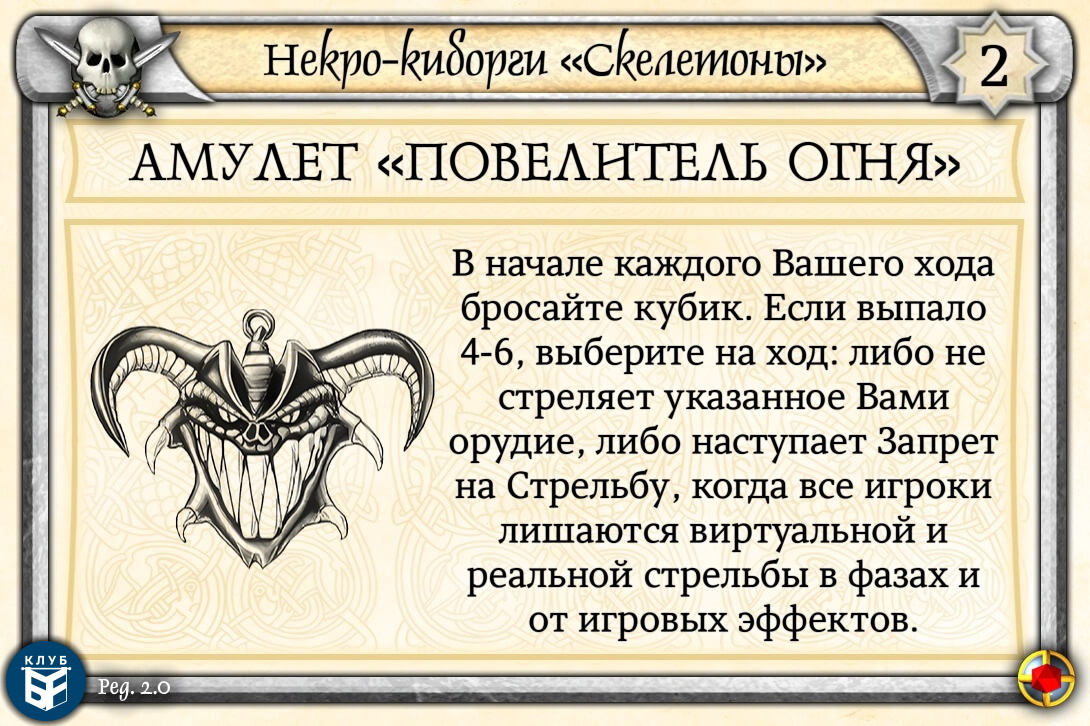 Некро-киборги «Скелетоны»
2
АМУЛЕТ «ПОВЕЛИТЕЛЬ ОГНЯ»
В начале каждого Вашего хода
бросайте кубик. Если выпало
4-6, выберите на ход: либо не
стреляет указанное Вами
орудие, либо наступает Запрет
на Стрельбу, когда все игроки
лишаются виртуальной и
реальной стрельбы в фазах и
от игровых эффектов.
КЛУБ
Ред. 2.0